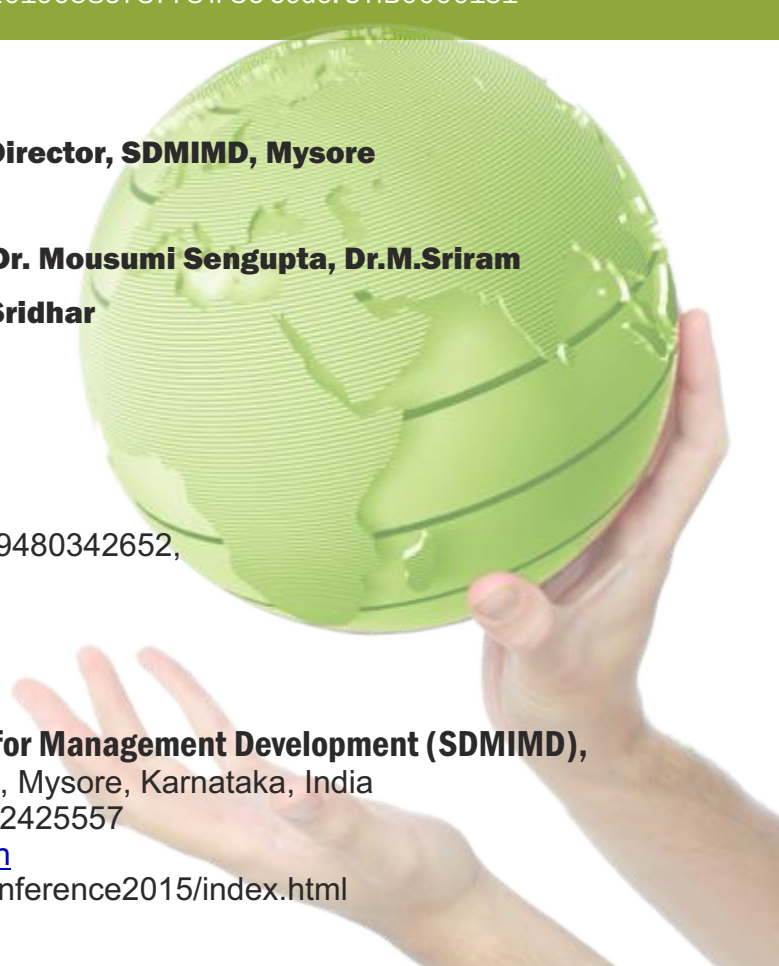 Director, SDMIMD, Mysore
Dr. Mousumi Sengupta, Dr.M.Sriram
Sridhar
9480342652,
for Management Development (SDMIMD),
, Mysore, Karnataka, India
2425557
n
nference2015/index.html